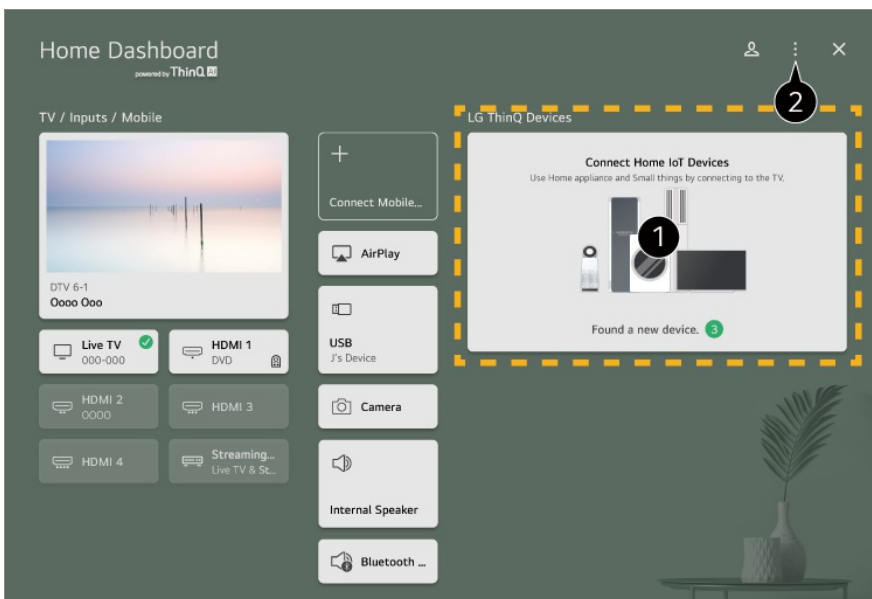 Home Dashboard
powered by ThinQ AI
2
TV / Inputs / Mobile
DTV 6-1
Oooo Ooo
Live TV
000-000
HDMI 1
DVD
HDMI 2
0000
HDMI 3
HDMI 4
Streaming...
Live TV & St...
Connect Mobile...
AirPlay
USB
J's Device
Camera
Internal Speaker
Bluetooth ...
LG ThinQ Devices
Connect Home IoT Devices
Use Home appliance and Small things by connecting to the TV.
1
Found a new device. 3